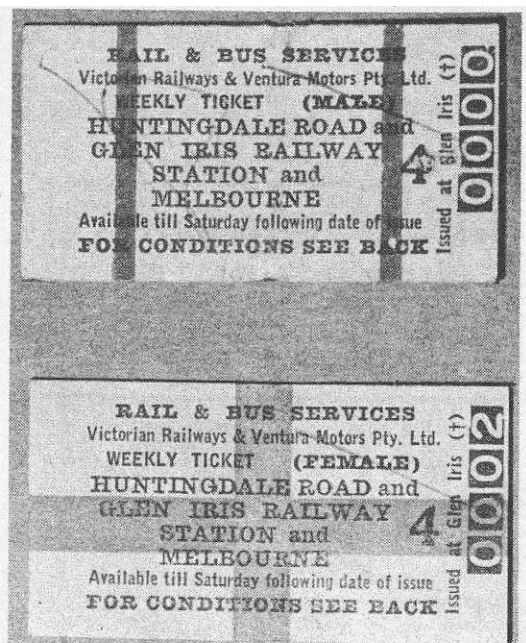 RAIL & BUS SERVICES
Victorian Railways & Ventura Motors Pty. Ltd.
WEEKLY TICKET (MALE)
HUNTINGDALE ROAD and
GLEN IRIS RAILWAY
STATION and
MELBOURNE
Available till Saturday following date of issue
FOR CONDITIONS SEE BACK
4
Issued at Glen Iris (†)
0000
RAIL & BUS SERVICES
Victorian Railways & Ventura Motors Pty. Ltd.
WEEKLY TICKET (FEMALE)
HUNTINGDALE ROAD and
GLEN IRIS RAILWAY
STATION and
MELBOURNE
Available till Saturday following date of issue
FOR CONDITIONS SEE BACK
4
Issued at Glen Iris (†)
0002